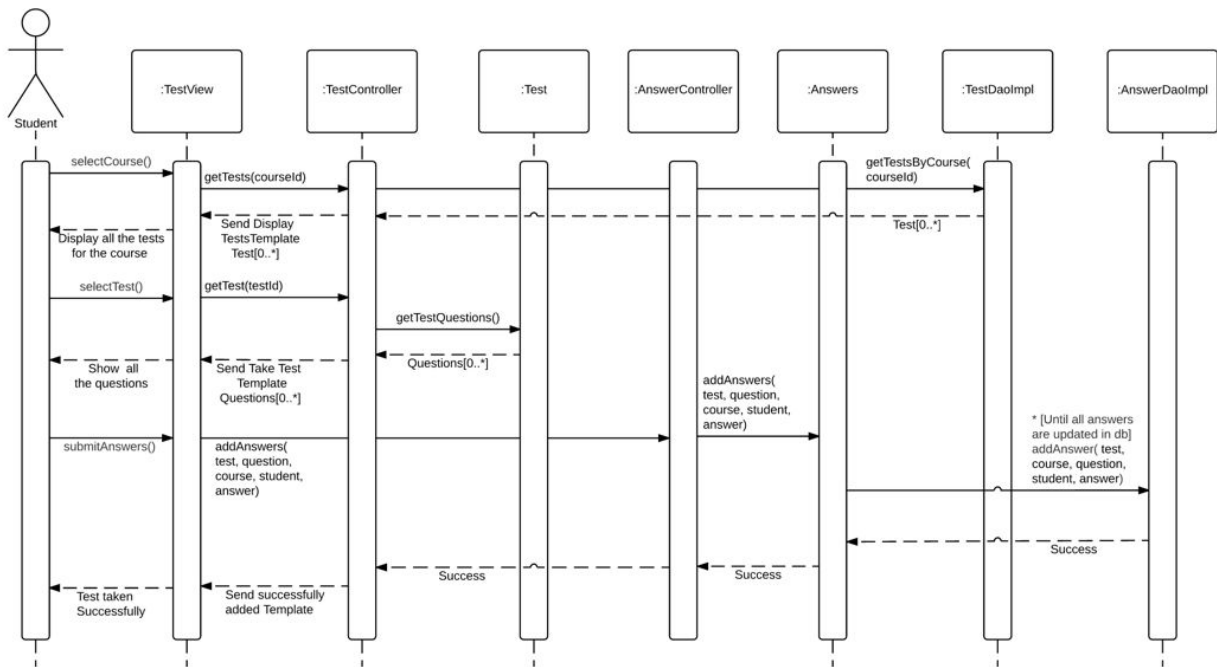 Student
:TestView
:TestController
:Test
:AnswerController
:Answers
:TestDaoImpl
:AnswerDaoImpl
selectCourse()
getTests(courseId)
getTestsByCourse(
courseId)
Test[0..*]
Send Display
TestsTemplate
Test[0..*]
Display all the tests
for the course
selectTest()
getTest(testId)
getTestQuestions()
Questions[0..*]
Send Take Test
Template
Questions[0..*]
Show all
the questions
submitAnswers()
addAnswers(
test, question,
course, student,
answer)
addAnswers(
test, question,
course, student,
answer)
* [Until all answers
are updated in db]
addAnswer( test,
course, question,
student, answer)
Success
Success
Success
Send successfully
added Template
Test taken
Successfully